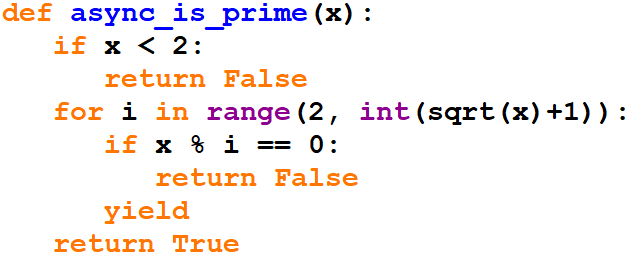 def async_is_prime(x):
   if x < 2:
      return False
   for i in range(2, int(sqrt(x)+1)):
      if x % i == 0:
         return False
      yield
   return True